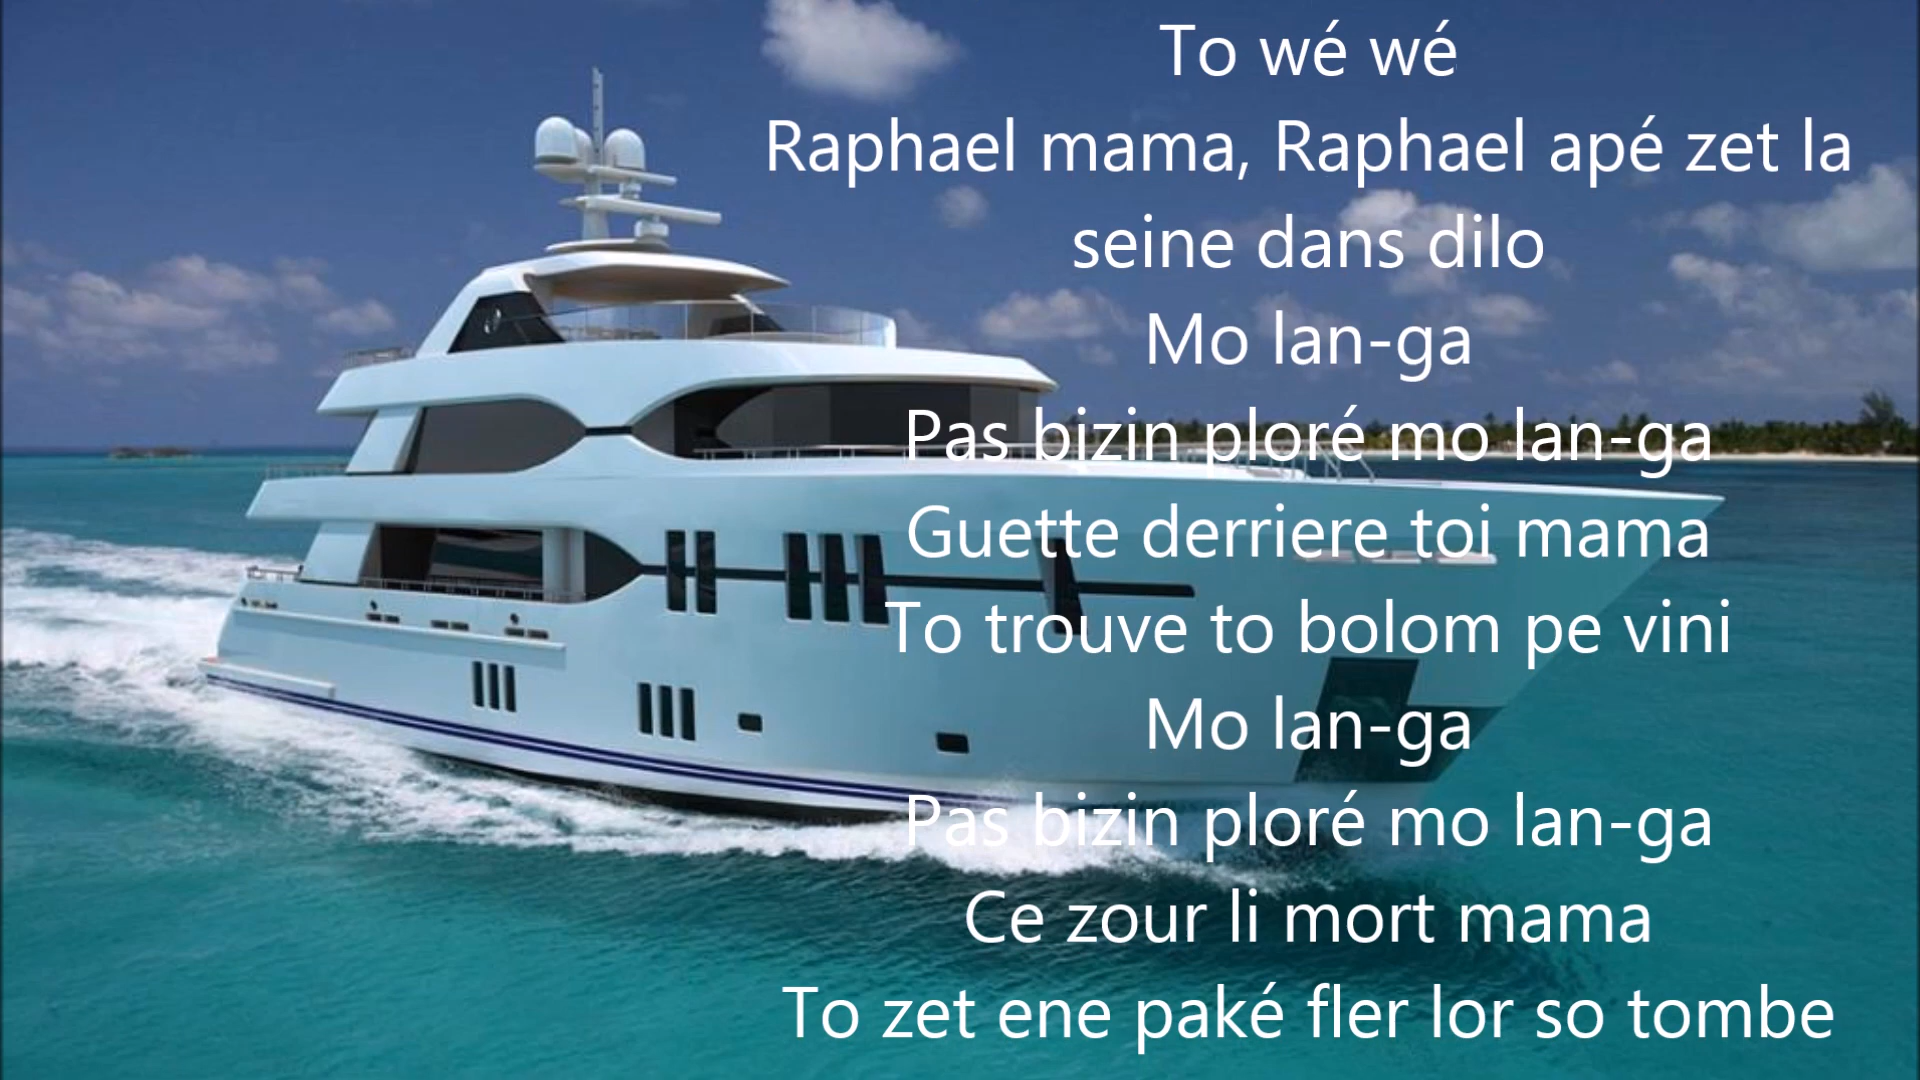 To wé wé
Raphael mama, Raphael apé zet la
seine dans dilo
Mo lan-ga
Pas bizin ploré mo lan-ga
Guette derriere toi mama
To trouve to bolom pe vini
Mo lan-ga
Pas bizin ploré mo lan-ga
Ce zour li mort mama
To zet ene paké fler lor so tombe